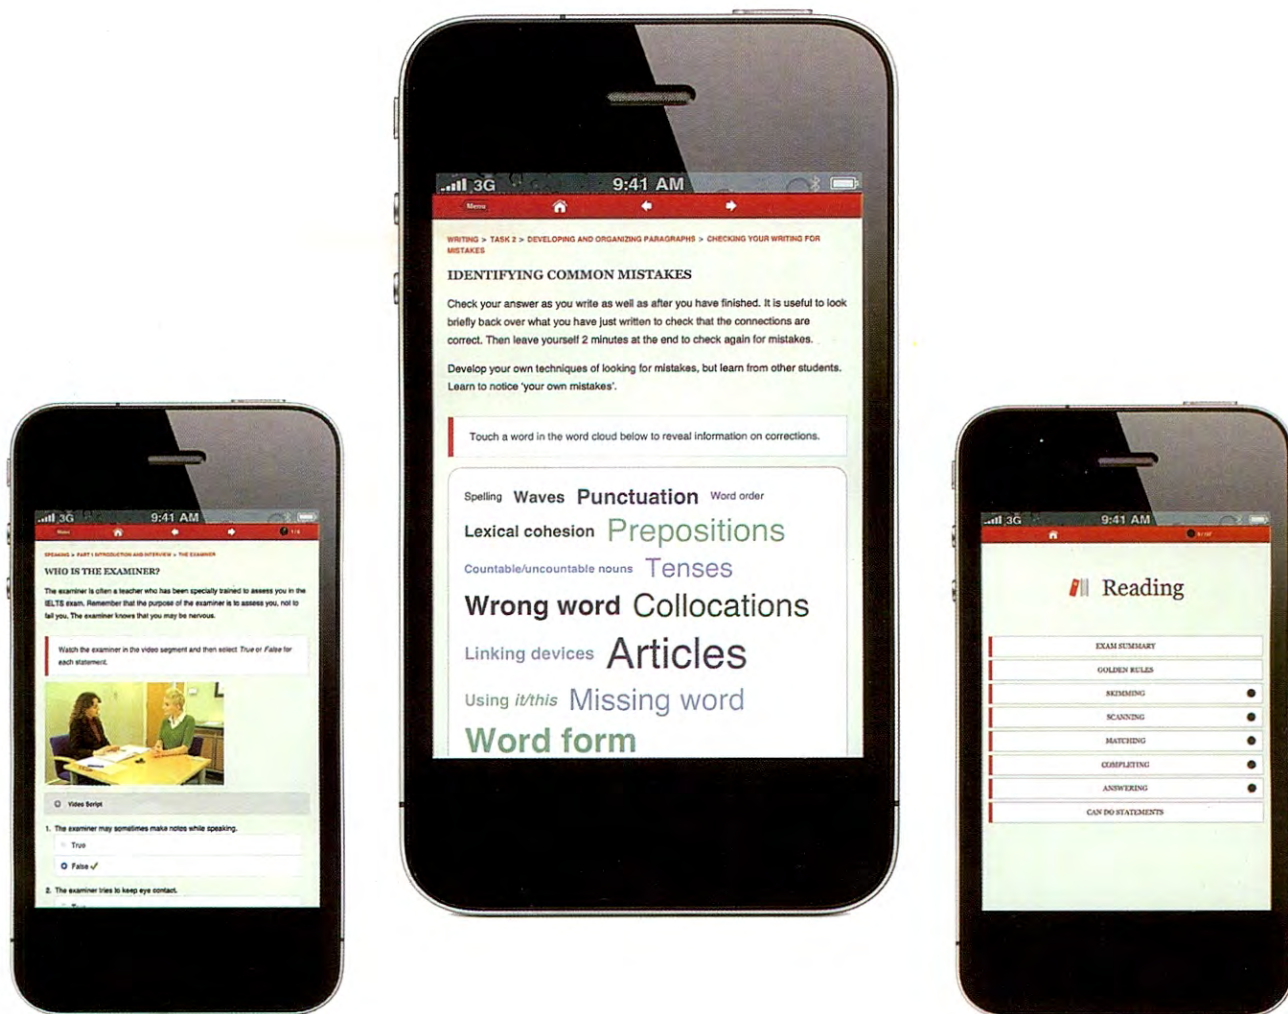 3G 9:41 AM
Menu
WRITING > TASK 2 > DEVELOPING AND ORGANIZING PARAGRAPHS > CHECKING YOUR WRITING FOR
MISTAKES
IDENTIFYING COMMON MISTAKES
Check your answer as you write as well as after you have finished. It is useful to look
briefly back over what you have just written to check that the connections are
correct. Then leave yourself 2 minutes at the end to check again for mistakes.
Develop your own techniques of looking for mistakes, but learn from other students.
Learn to notice 'your own mistakes'.
Touch a word in the word cloud below to reveal information on corrections.
Spelling Waves Punctuation Word order
Lexical cohesion Prepositions
Countable/uncountable nouns Tenses
Wrong word Collocations
Linking devices Articles
Using it/this Missing word
Word form
3G 9:41 AM
Menu
SPEAKING > PART 1 INTRODUCTION AND INTERVIEW > THE EXAMINER
WHO IS THE EXAMINER?
The examiner is often a teacher who has been specially trained to assess you in the
IELTS exam. Remember that the purpose of the examiner is to assess you, not to
fail you. The examiner knows that you may be nervous.
Watch the examiner in the video segment and then select True or False for
each statement.
Video Script
1. The examiner may sometimes make notes while speaking.
True
False
2. The examiner tries to keep eye contact.
3G 9:41 AM
Reading
EXAM SUMMARY
GOLDEN RULES
SKIMMING
SCANNING
MATCHING
COMPLETING
ANSWERING
CAN DO STATEMENTS